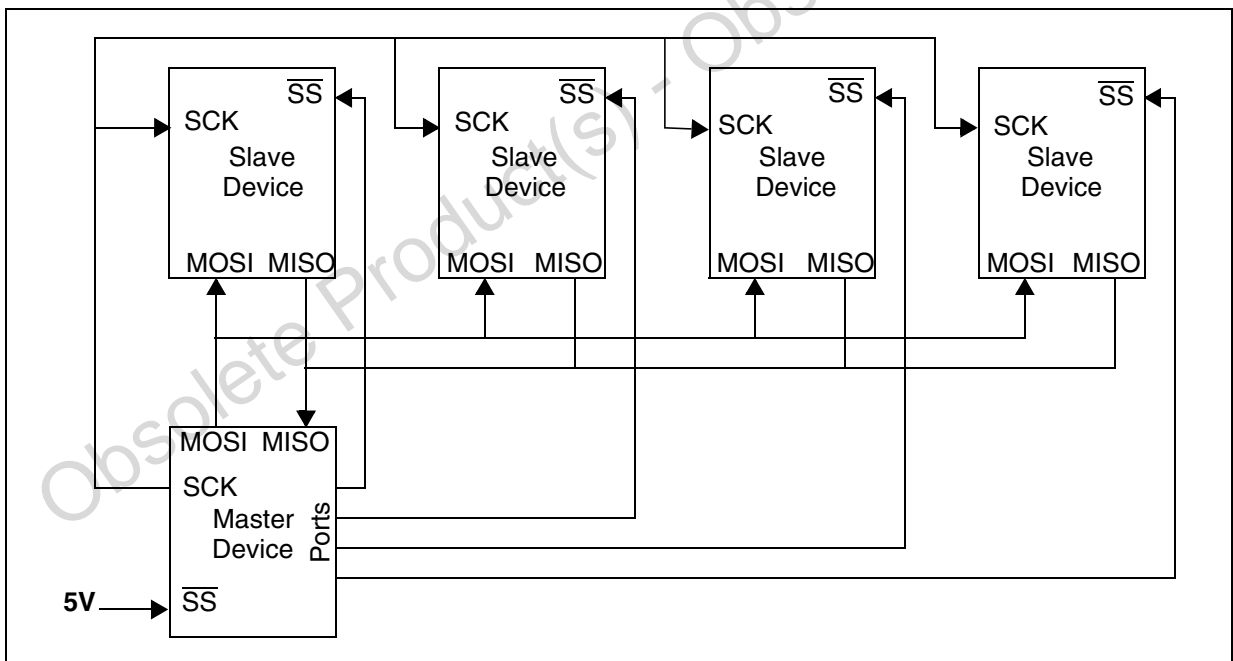 SS
SCK
Slave
Device
MOSI MISO
SS
SCK
Slave
Device
MOSI MISO
SS
SCK
Slave
Device
MOSI MISO
SS
SCK
Slave
Device
MOSI MISO
MOSI MISO
SCK
Master
Device
Ports
5V
SS
Obsolete Product(s) - Obs